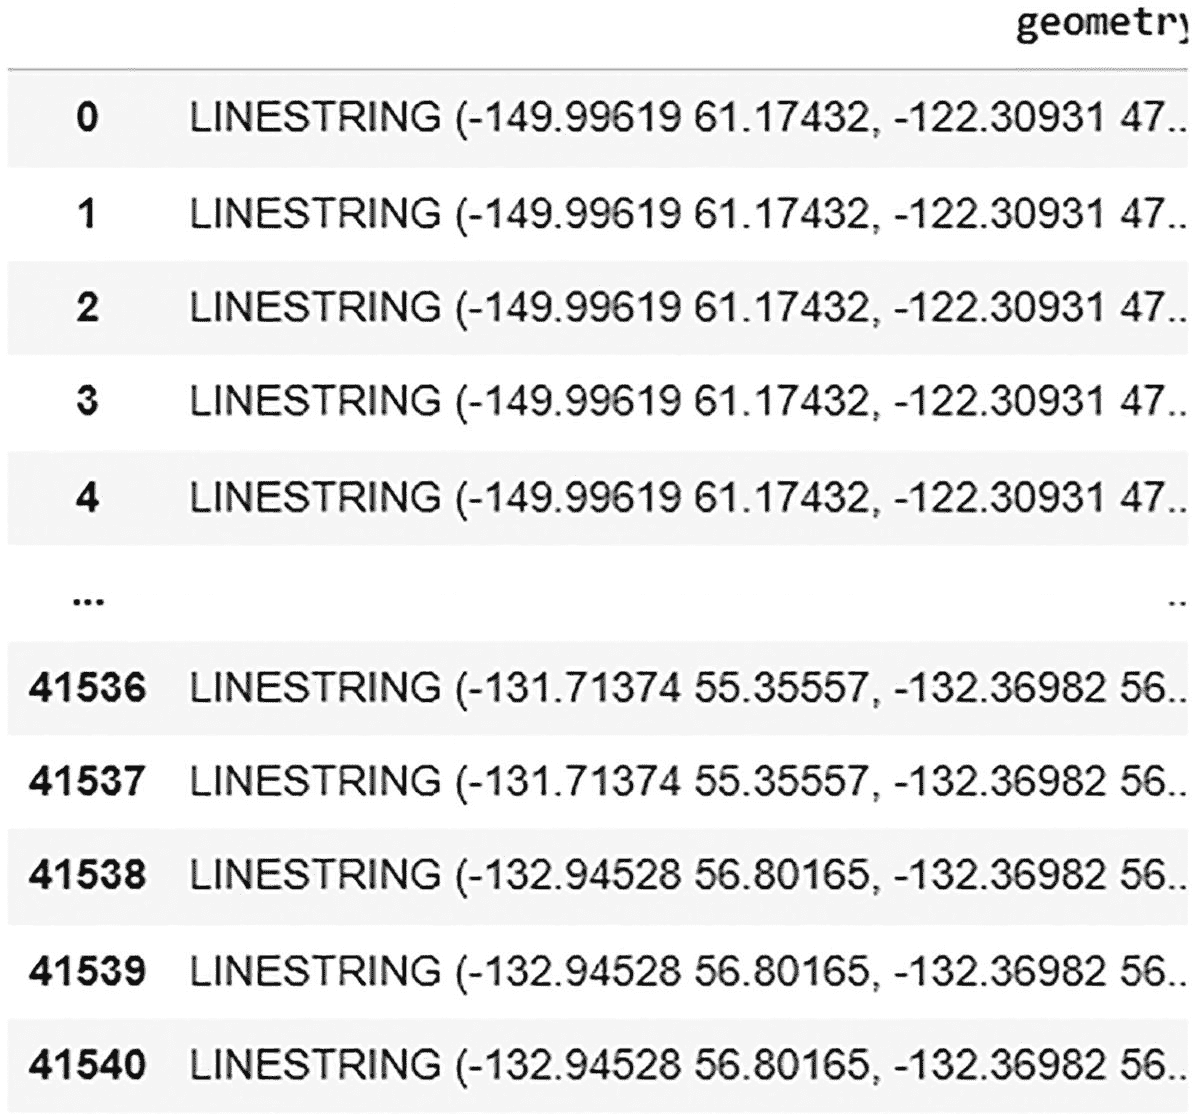 geometry
0 LINESTRING (-149.99619 61.17432, -122.30931 47..
1 LINESTRING (-149.99619 61.17432, -122.30931 47..
2 LINESTRING (-149.99619 61.17432, -122.30931 47..
3 LINESTRING (-149.99619 61.17432, -122.30931 47..
4 LINESTRING (-149.99619 61.17432, -122.30931 47..
... ..
41536 LINESTRING (-131.71374 55.35557, -132.36982 56..
41537 LINESTRING (-131.71374 55.35557, -132.36982 56..
41538 LINESTRING (-132.94528 56.80165, -132.36982 56..
41539 LINESTRING (-132.94528 56.80165, -132.36982 56..
41540 LINESTRING (-132.94528 56.80165, -132.36982 56..